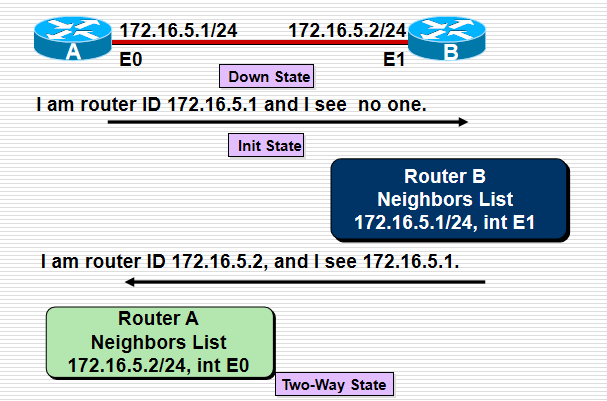 172.16.5.1/24 172.16.5.2/24
A B
E0 E1
Down State
I am router ID 172.16.5.1 and I see no one.
Init State
Router B
Neighbors List
172.16.5.1/24, int E1
I am router ID 172.16.5.2, and I see 172.16.5.1.
Router A
Neighbors List
172.16.5.2/24, int E0
Two-Way State